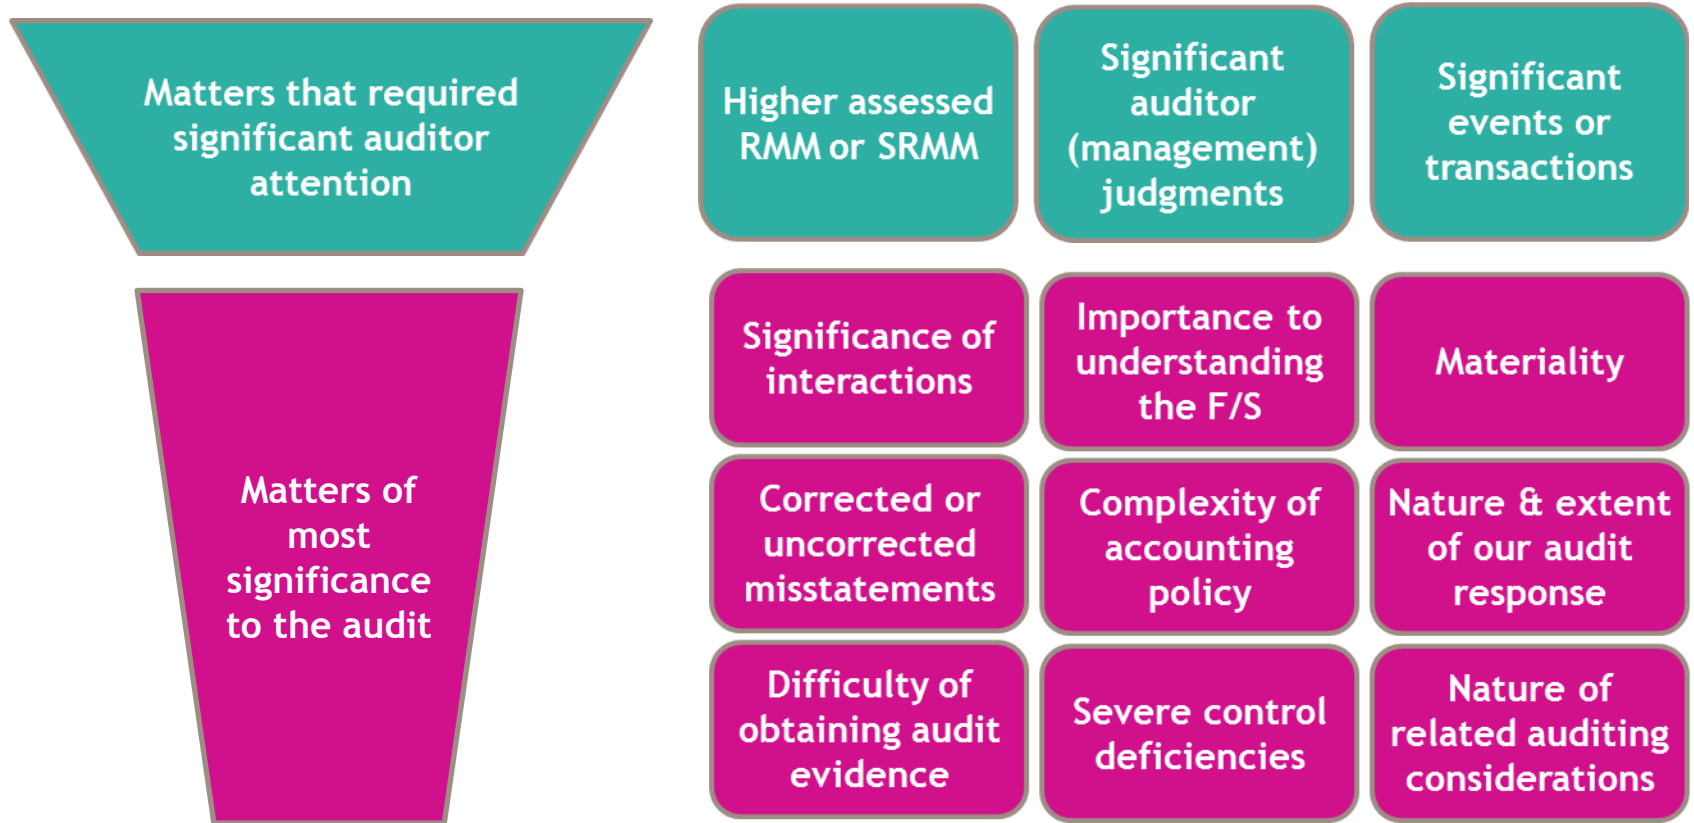 Matters that required
significant auditor
attention
Higher assessed
RMM or SRMM
Significant
auditor
(management)
judgments
Significant
events or
transactions
Matters of
most
significance
to the audit
Significance of
interactions
Importance to
understanding
the F/S
Materiality
Corrected or
uncorrected
misstatements
Complexity of
accounting
policy
Nature & extent
of our audit
response
Difficulty of
obtaining audit
evidence
Severe control
deficiencies
Nature of
related auditing
considerations